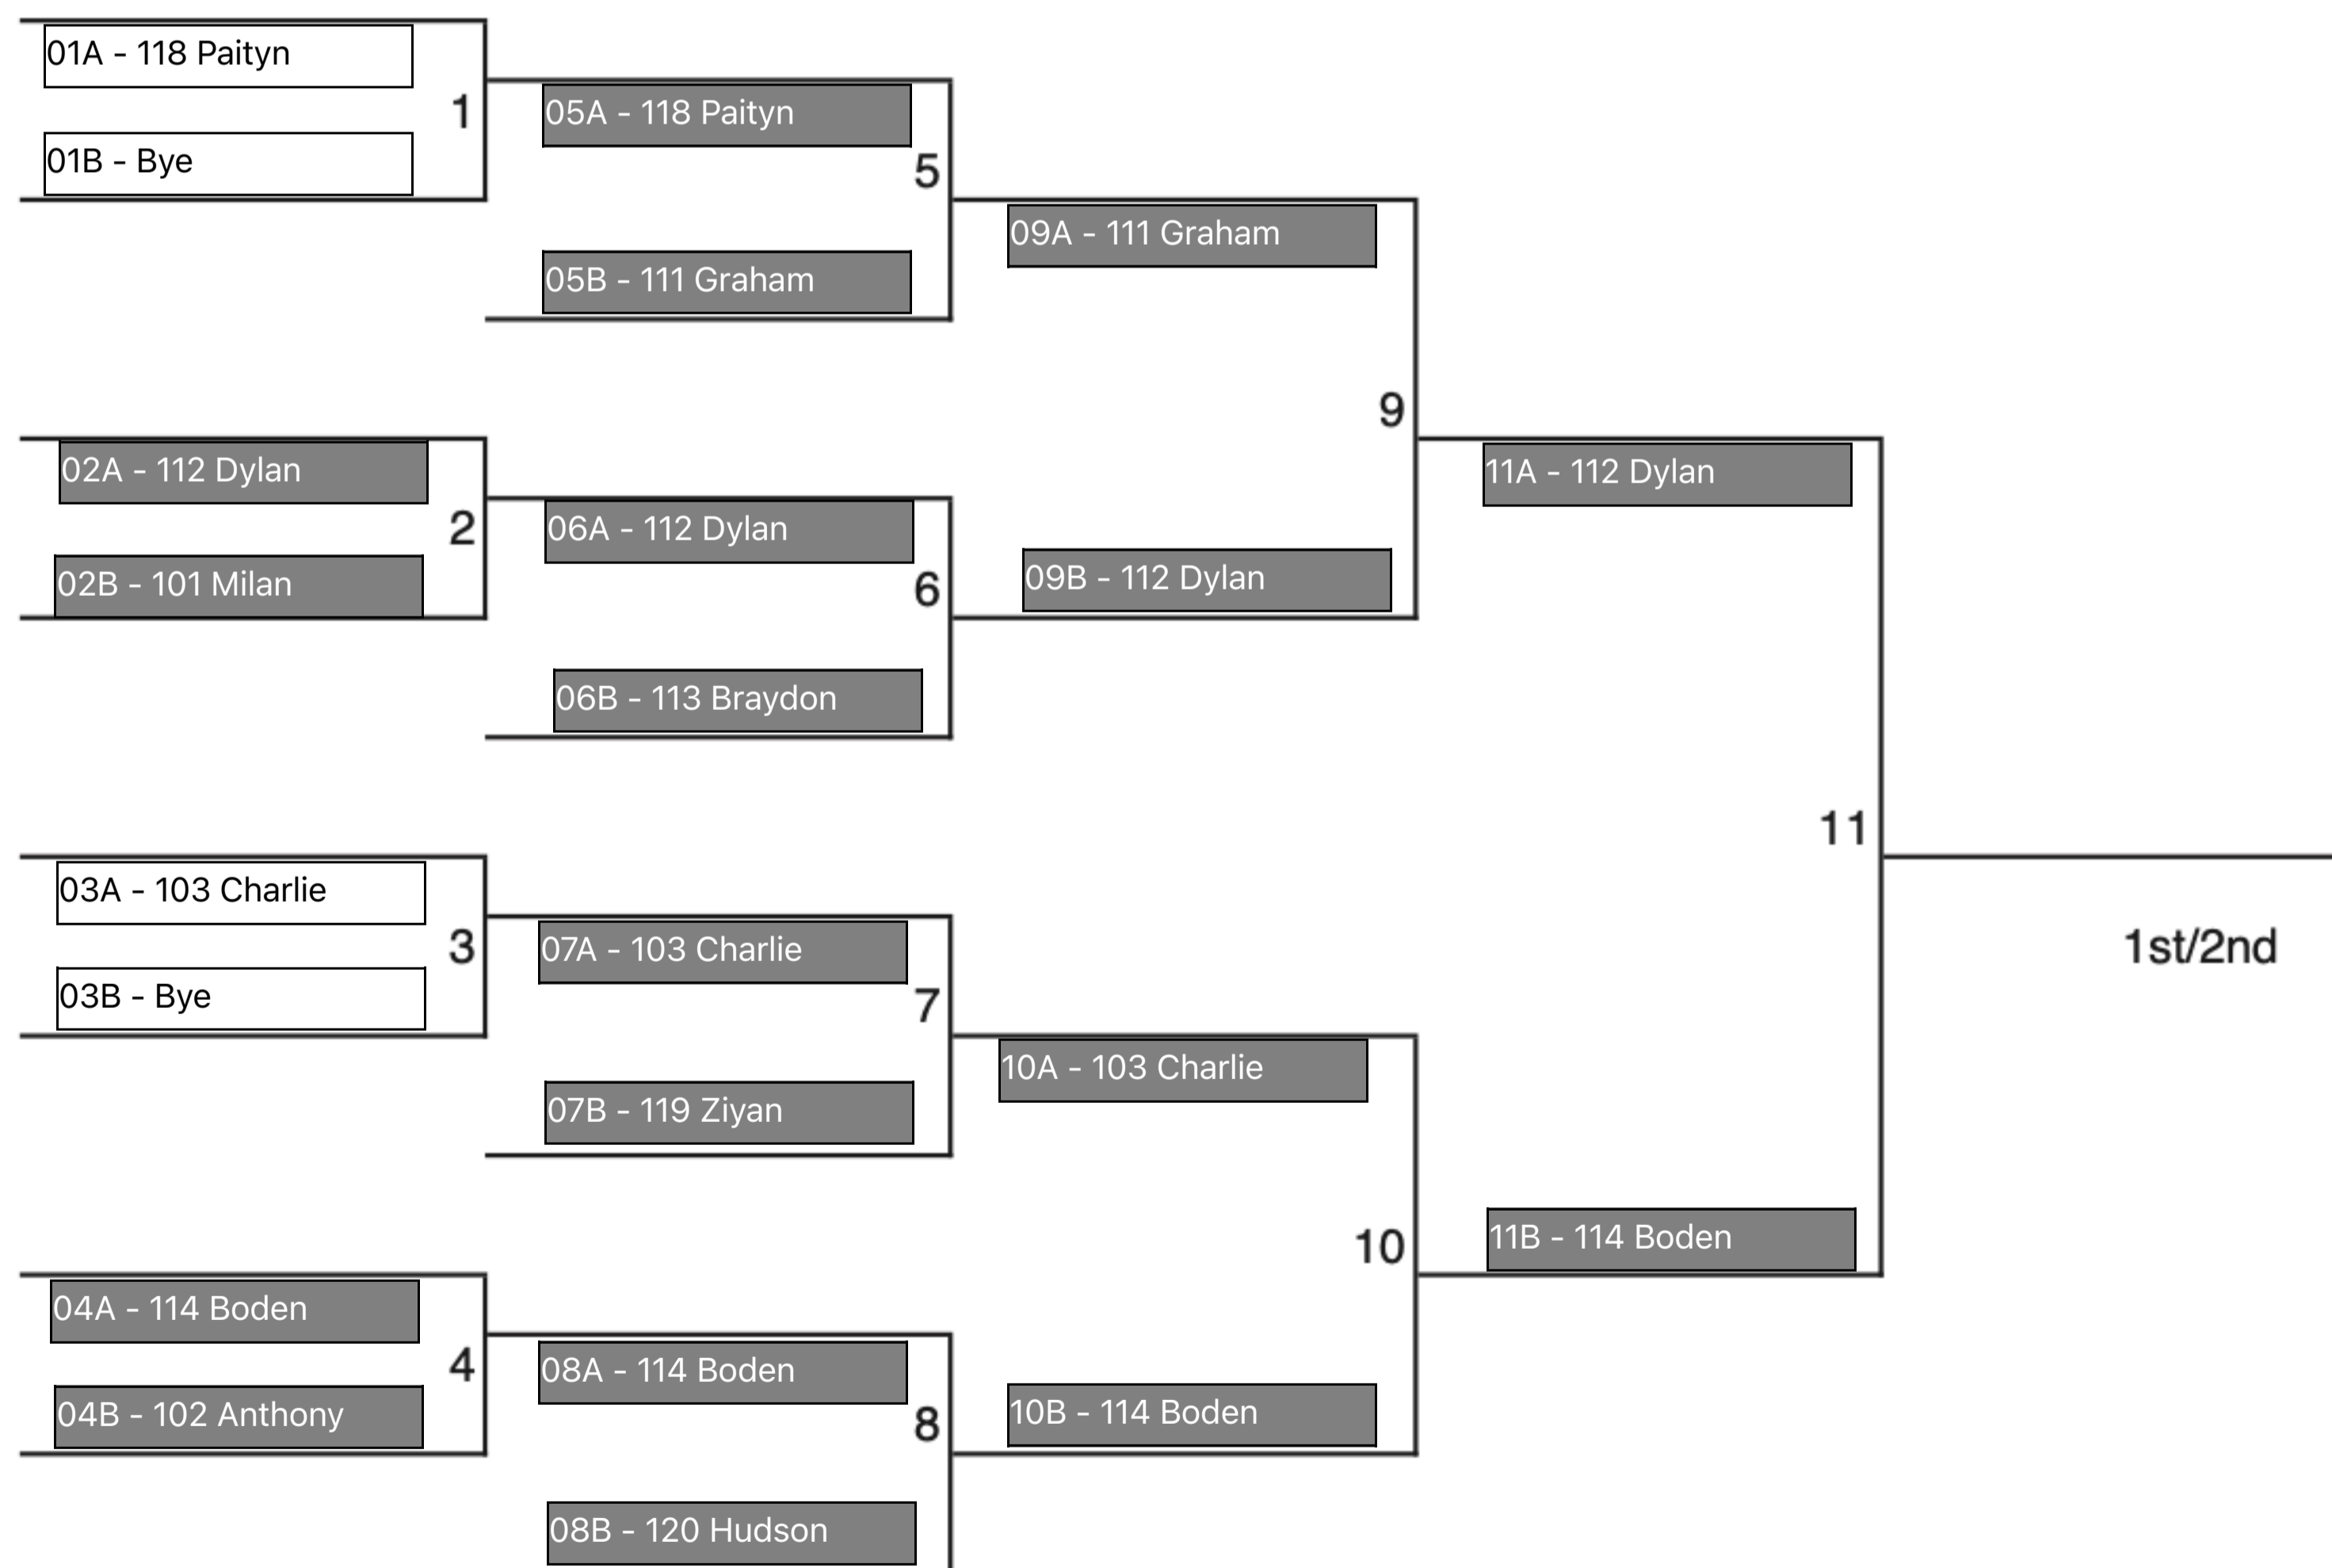 01A - 118 Paityn
1
01B - Bye
05A - 118 Paityn
5
05B - 111 Graham
09A - 111 Graham
9
02A - 112 Dylan
2
02B - 101 Milan
06A - 112 Dylan
6
06B - 113 Braydon
09B - 112 Dylan
11A - 112 Dylan
11
1st/2nd
03A - 103 Charlie
3
03B - Bye
07A - 103 Charlie
7
07B - 119 Ziyan
10A - 103 Charlie
10
11B - 114 Boden
04A - 114 Boden
4
04B - 102 Anthony
08A - 114 Boden
8
08B - 120 Hudson
10B - 114 Boden